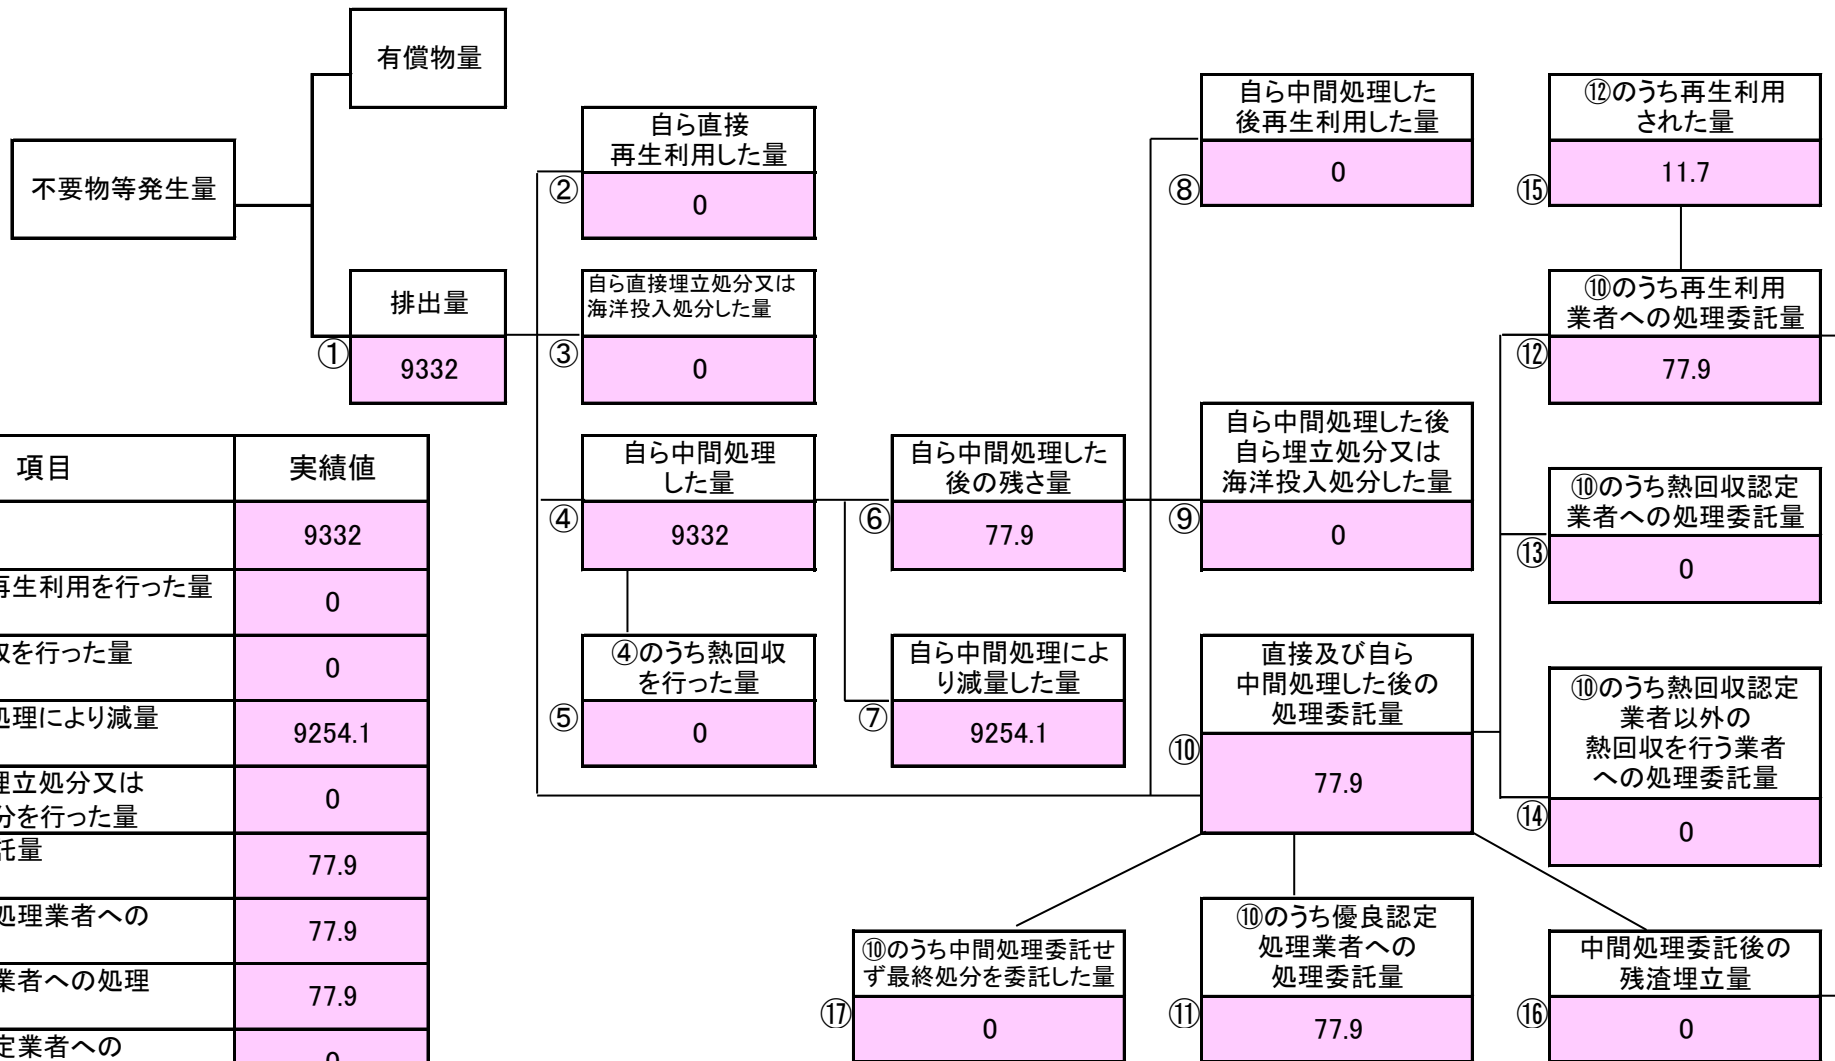 有償物量
不要物等発生量
排出量
①
9332
自ら直接
再生利用した量
②
0
自ら直接埋立処分又は
海洋投入処分した量
③
0
自ら中間処理
した量
④
9332
④のうち熱回収
を行った量
⑤
0
自ら中間処理した
後の残さ量
⑥
77.9
自ら中間処理によ
り減量した量
⑦
9254.1
自ら中間処理した
後再生利用した量
⑧
0
自ら中間処理した後
自ら埋立処分又は
海洋投入処分した量
⑨
0
直接及び自ら
中間処理した後の
処理委託量
⑩
77.9
⑩のうち優良認定
処理業者への
処理委託量
⑪
77.9
⑫のうち再生利用
された量
⑮
11.7
⑩のうち再生利用
業者への処理委託量
⑫
77.9
⑩のうち熱回収認定
業者への処理委託量
⑬
0
⑩のうち熱回収認定
業者以外の
熱回収を行う業者
への処理委託量
⑭
0
中間処理委託後の
残渣埋立量
⑯
0
⑩のうち中間処理委託せ
ず最終処分を委託した量
⑰
0
項目 実績値
9332
再生利用を行った量
0
を行った量
0
処理により減量
9254.1
埋立処分又は
分を行った量
0
託量
77.9
処理業者への
77.9
業者への処理
77.9
定業者への
0